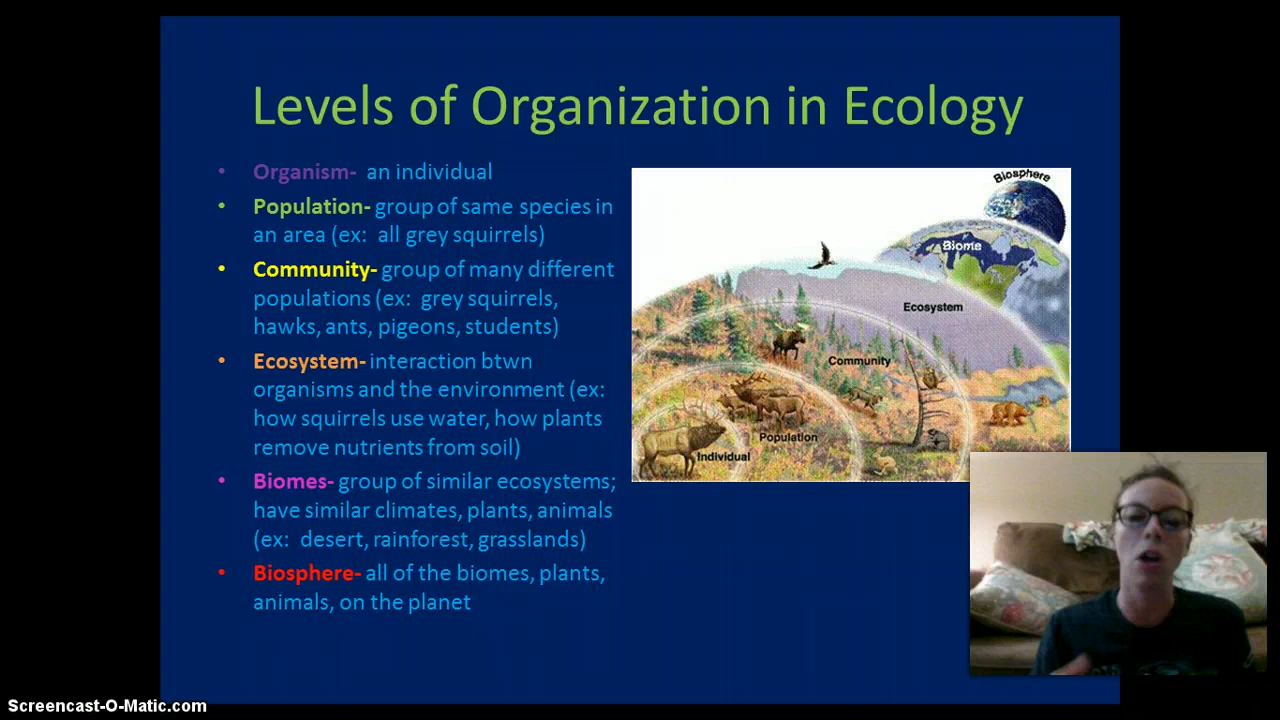 Levels of Organization in Ecology
• Organism- an individual
• Population- group of same species in
an area (ex: all grey squirrels)
• Community- group of many different
populations (ex: grey squirrels,
hawks, ants, pigeons, students)
• Ecosystem- interaction btwn
organisms and the environment (ex:
how squirrels use water, how plants
remove nutrients from soil)
• Biomes- group of similar ecosystems;
have similar climates, plants, animals
(ex: desert, rainforest, grasslands)
• Biosphere- all of the biomes, plants,
animals, on the planet
Biosphere
Biome
Ecosystem
Community
Population
Individual
Screencast-O-Matic.com